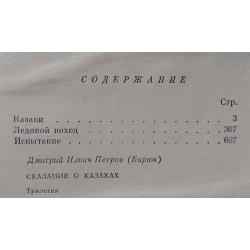 СОДЕРЖАНИЕ
Стр.
Казаки . . . . . . . . . . . . . . . 3
Ледяной поход . . . . . . . . . . . . 307
Испытание . . . . . . . . . . . . . . 607
Дмитрий Ильич Петров (Бирюк)
СКАЗАНИЕ О КАЗАКАХ
Трилогия